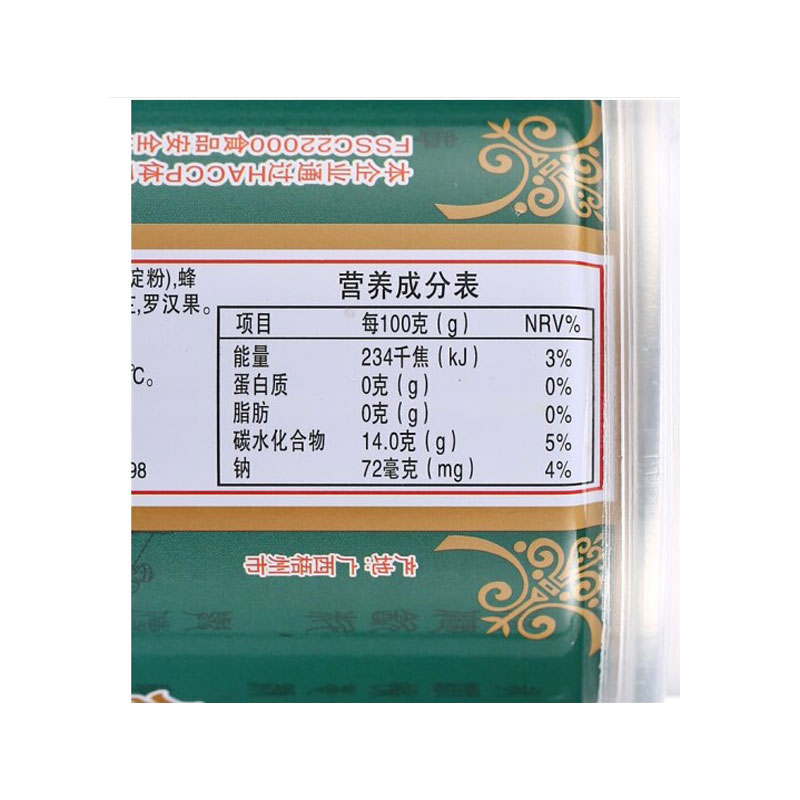 本企业通过HACCP体
FSSC22000食品安全
淀粉),蜂
,罗汉果。
℃。
98
营养成分表
项目 每100克(g) NRV%
能量 234千焦(kJ) 3%
蛋白质 0克(g) 0%
脂肪 0克(g) 0%
碳水化合物 14.0克(g) 5%
钠 72毫克(mg) 4%
产地:广西梧州市